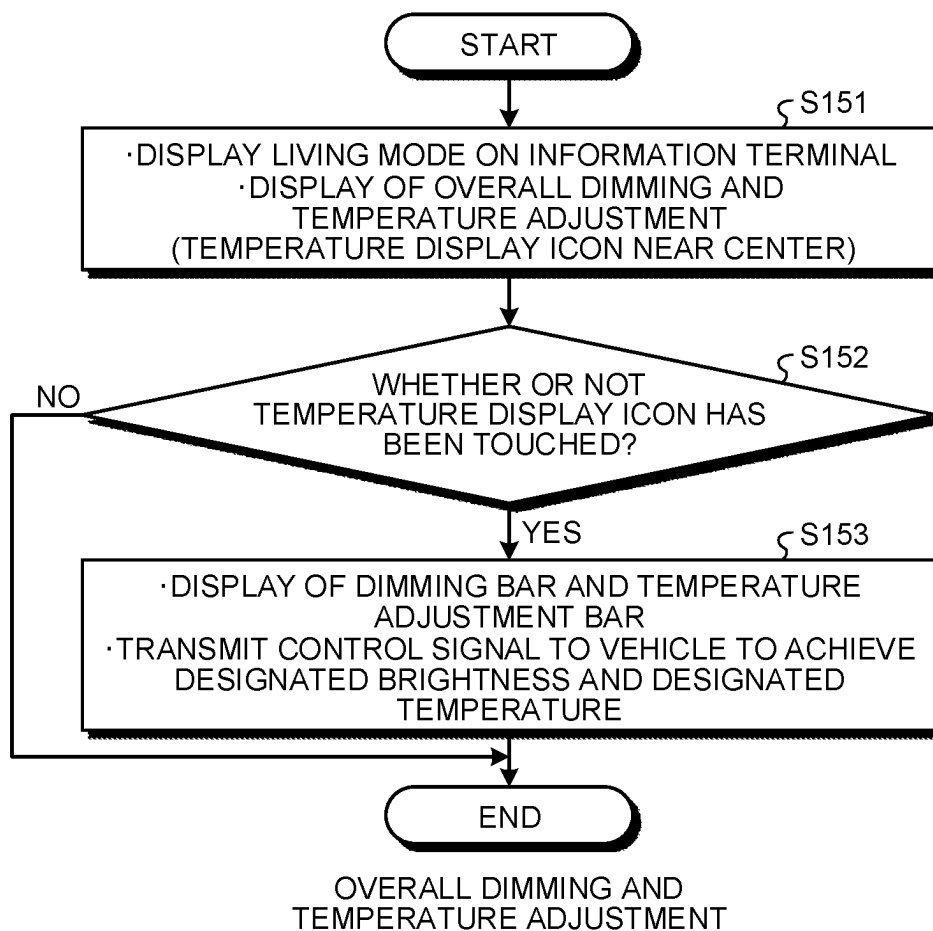 START
S151
·DISPLAY LIVING MODE ON INFORMATION TERMINAL
·DISPLAY OF OVERALL DIMMING AND
TEMPERATURE ADJUSTMENT
(TEMPERATURE DISPLAY ICON NEAR CENTER)
S152
NO
WHETHER OR NOT
TEMPERATURE DISPLAY ICON HAS
BEEN TOUCHED?
YES
S153
·DISPLAY OF DIMMING BAR AND TEMPERATURE
ADJUSTMENT BAR
·TRANSMIT CONTROL SIGNAL TO VEHICLE TO ACHIEVE
DESIGNATED BRIGHTNESS AND DESIGNATED
TEMPERATURE
END
OVERALL DIMMING AND
TEMPERATURE ADJUSTMENT